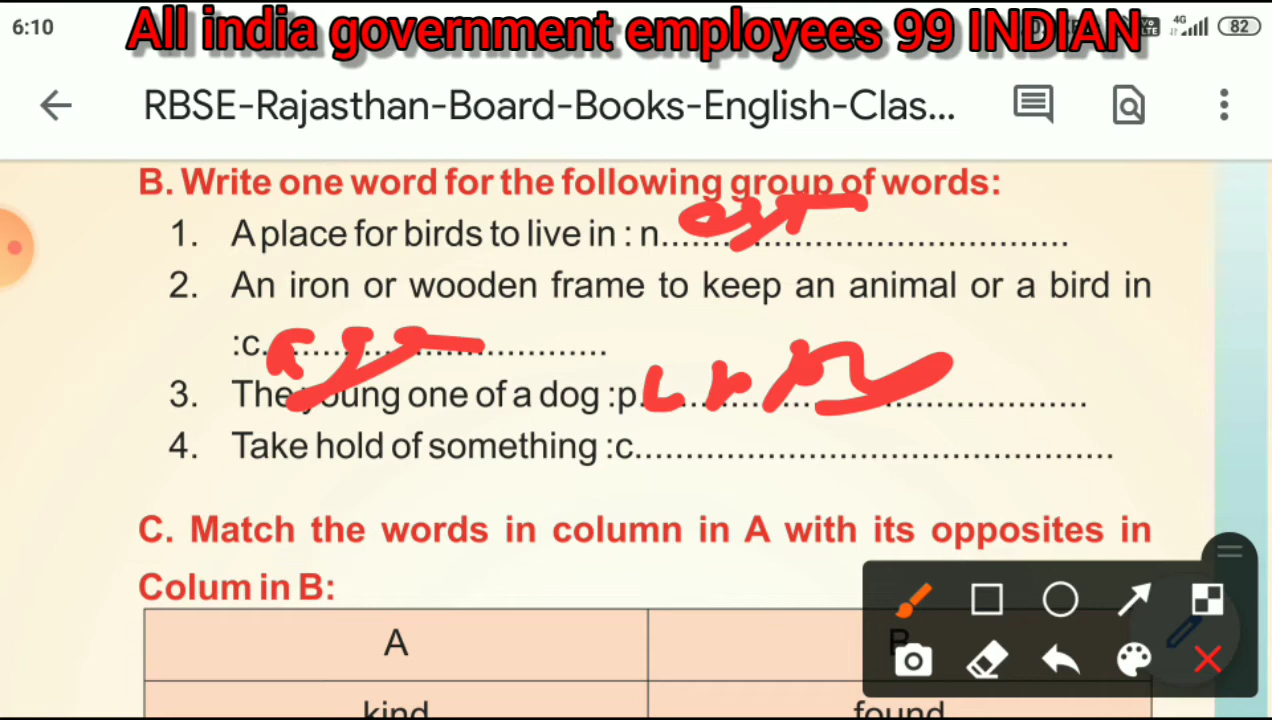 6:10
All india government employees 99 INDIAN
4G 82
RBSE-Rajasthan-Board-Books-English-Clas...
B. Write one word for the following group of words:
1. A place for birds to live in : n..........................................
2. An iron or wooden frame to keep an animal or a bird in
:c..................................
3. The young one of a dog :p..........................................
4. Take hold of something :c..........................................
C. Match the words in column in A with its opposites in
Colum in B:
A B
kind found